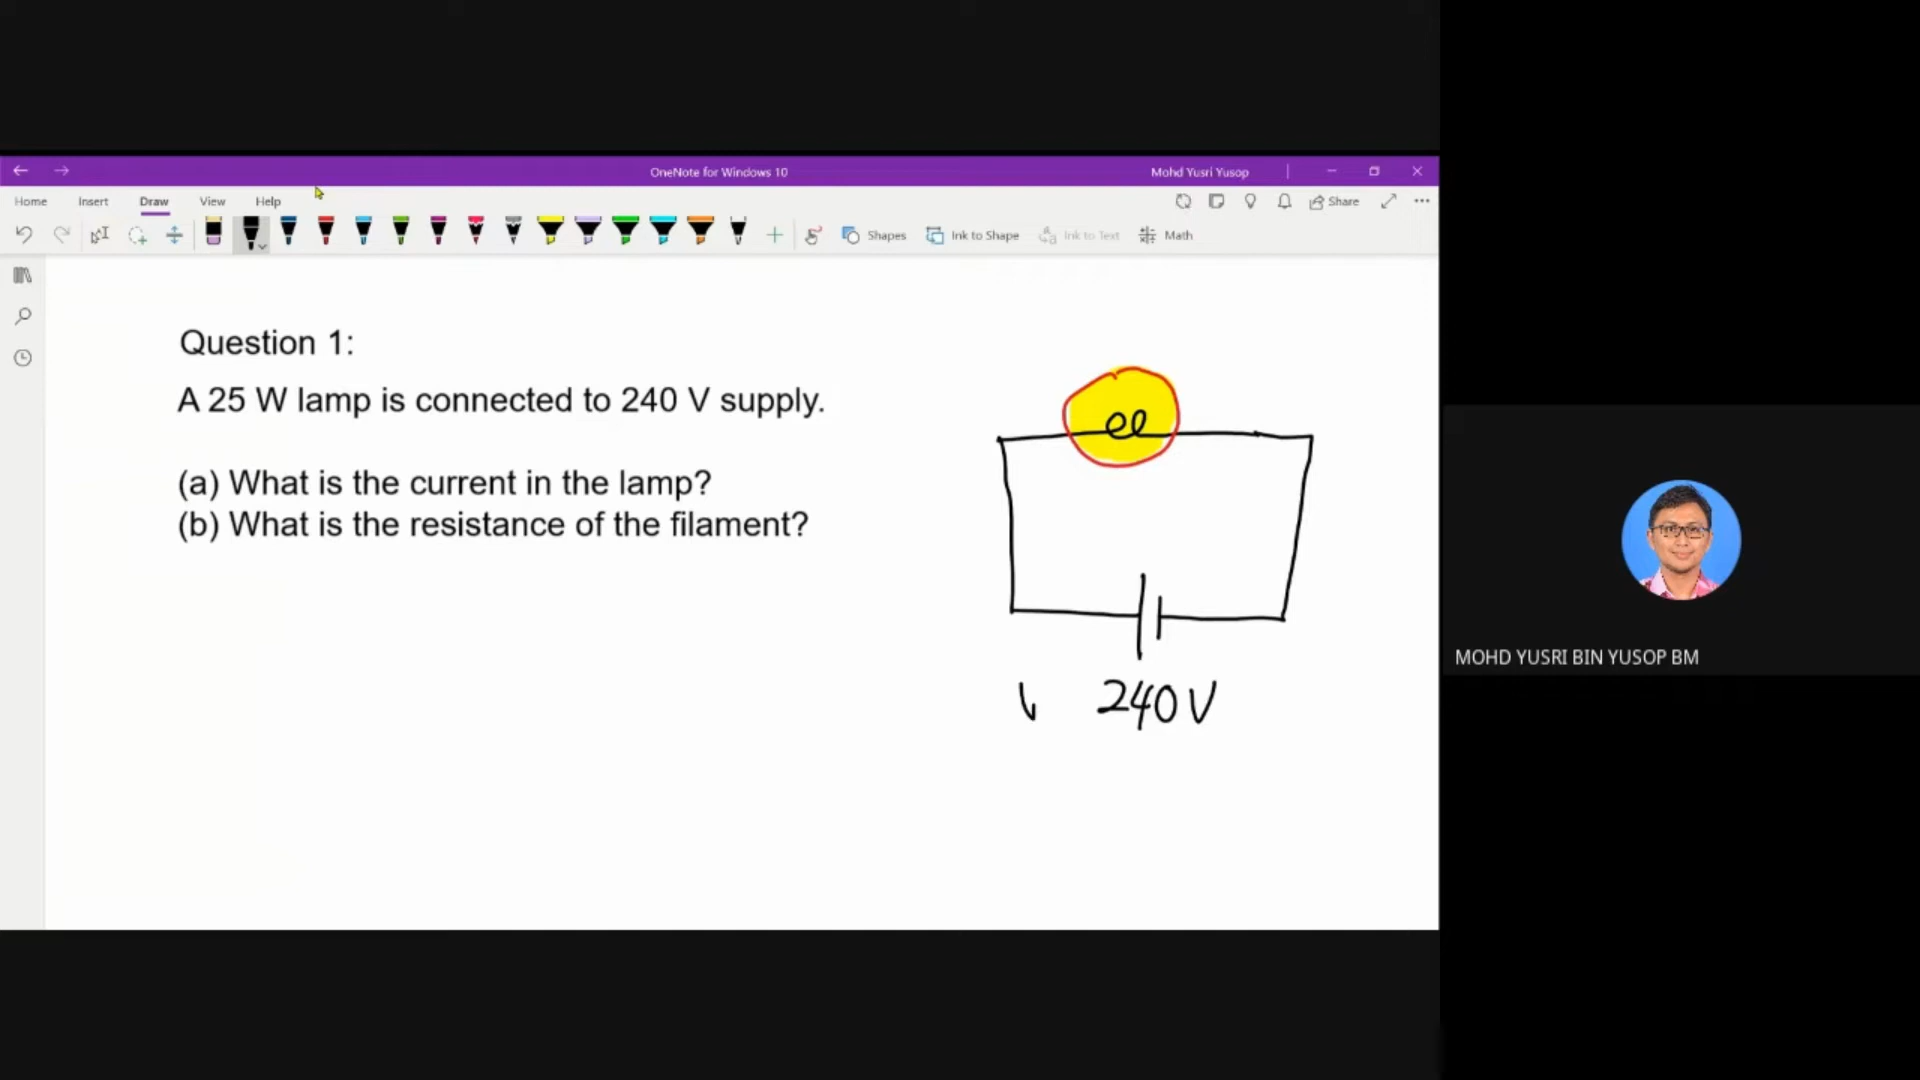 OneNote for Windows 10
Mohd Yusri Yusop
Home Insert Draw View Help
Share
Shapes Ink to Shape Ink to Text Math
Question 1:
A 25 W lamp is connected to 240 V supply.
(a) What is the current in the lamp?
(b) What is the resistance of the filament?
240 V
MOHD YUSRI BIN YUSOP BM